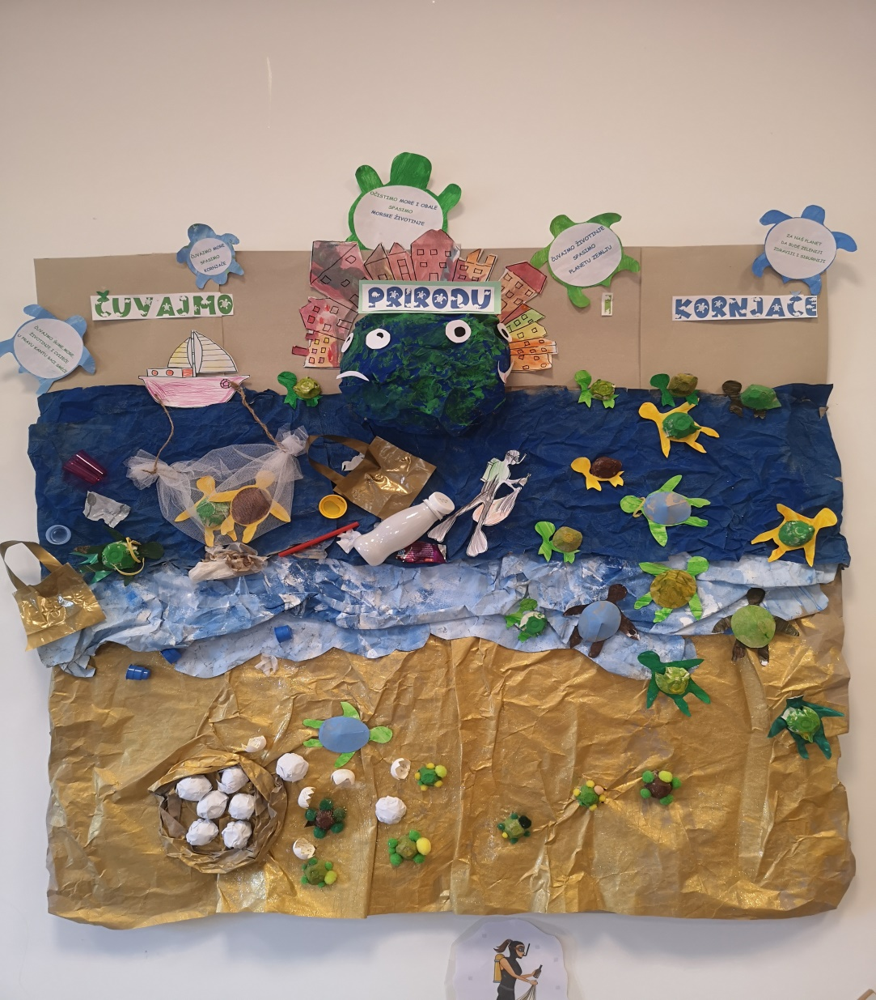 OČISTIMO MORE I OBALE
SPASIMO
MORSKE ŽIVOTINJE
ČUVAJMO MORE
SPASIMO
KORNJAČE
ČUVAJMO ŽIVOTINJE
SPASIMO
PLANETU ZEMLJU
ZA NAŠ PLANET
DA BUDE ZELENIJI
ZDRAVIJI I SIGURNIJI
ČUVAJMO PRIRODU I KORNJAČE
ČUVAJMO ŠUME, MORE,
ŽIVOTINJE I CVIJEĆE
U PRAVU KANTU BACI SMEĆE